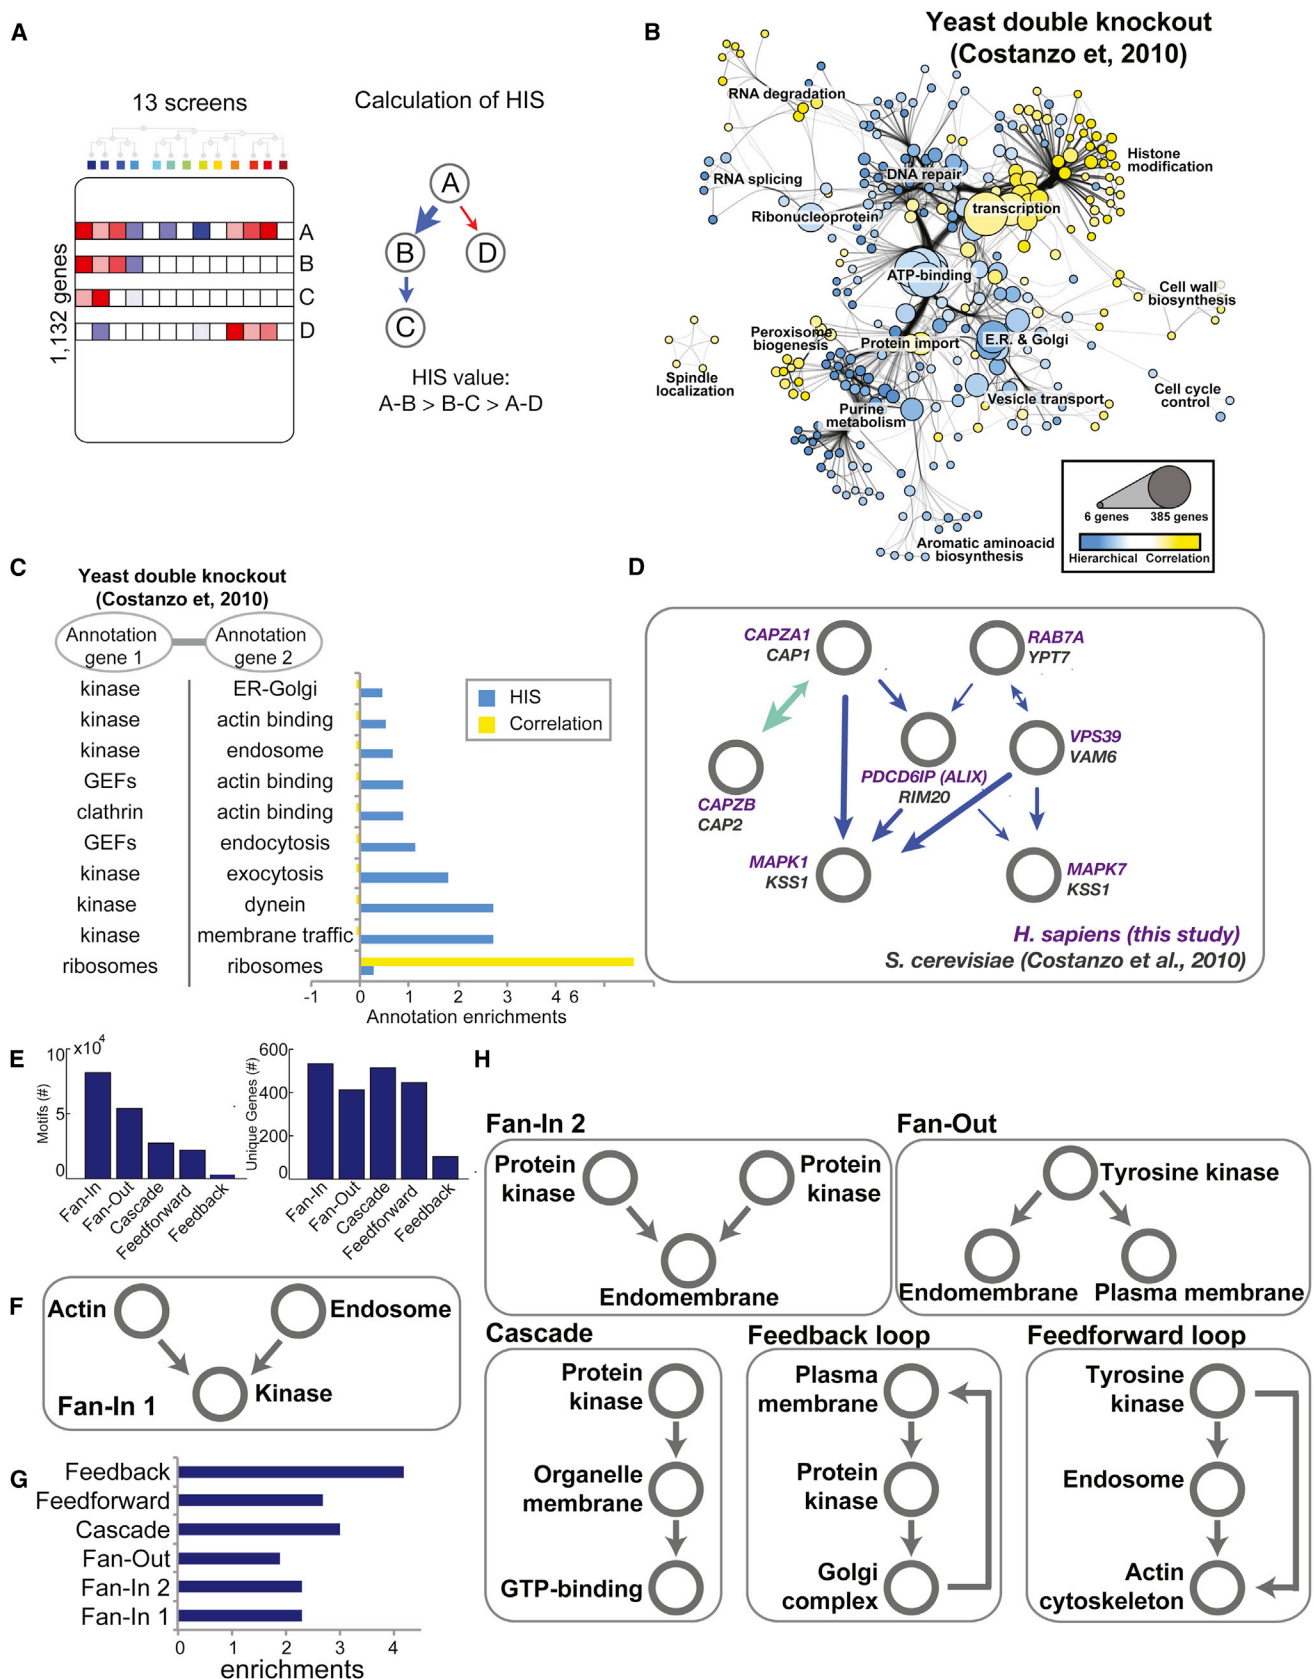 A
13 screens
Calculation of HIS
1,132 genes
A
B
C
D
A
B
D
C
HIS value:
A-B > B-C > A-D
B
Yeast double knockout
(Costanzo et, 2010)
RNA degradation
Histone
modification
DNA repair
RNA splicing
Ribonucleoprotein
transcription
ATP-binding
Cell wall
biosynthesis
Peroxisome
biogenesis
Protein import
E.R. & Golgi
Spindle
localization
Cell cycle
control
Vesicle transport
Purine
metabolism
Aromatic aminoacid
biosynthesis
6 genes
385 genes
Hierarchical
Correlation
C
Yeast double knockout
(Costanzo et, 2010)
Annotation
gene 1
Annotation
gene 2
kinase ER-Golgi
kinase actin binding
kinase endosome
GEFs actin binding
clathrin actin binding
GEFs endocytosis
kinase exocytosis
kinase dynein
kinase membrane traffic
ribosomes ribosomes
HIS
Correlation
-1 0 1 2 3 4 6
Annotation enrichments
D
CAPZA1
CAP1
RAB7A
YPT7
CAPZB
CAP2
PDCD6IP (ALIX)
RIM20
VPS39
VAM6
MAPK1
KSS1
MAPK7
KSS1
H. sapiens (this study)
S. cerevisiae (Costanzo et al., 2010)
E
x10⁴
10
5
0
Motifs (#)
Fan-In
Fan-Out
Cascade
Feedforward
Feedback
600
400
200
0
Unique Genes (#)
Fan-In
Fan-Out
Cascade
Feedforward
Feedback
F
Actin
Endosome
Kinase
Fan-In 1
G
Feedback
Feedforward
Cascade
Fan-Out
Fan-In 2
Fan-In 1
0 1 2 3 4
enrichments
H
Fan-In 2
Protein
kinase
Protein
kinase
Endomembrane
Fan-Out
Tyrosine kinase
Endomembrane
Plasma membrane
Cascade
Protein
kinase
Organelle
membrane
GTP-binding
Feedback loop
Plasma
membrane
Protein
kinase
Golgi
complex
Feedforward loop
Tyrosine
kinase
Endosome
Actin
cytoskeleton